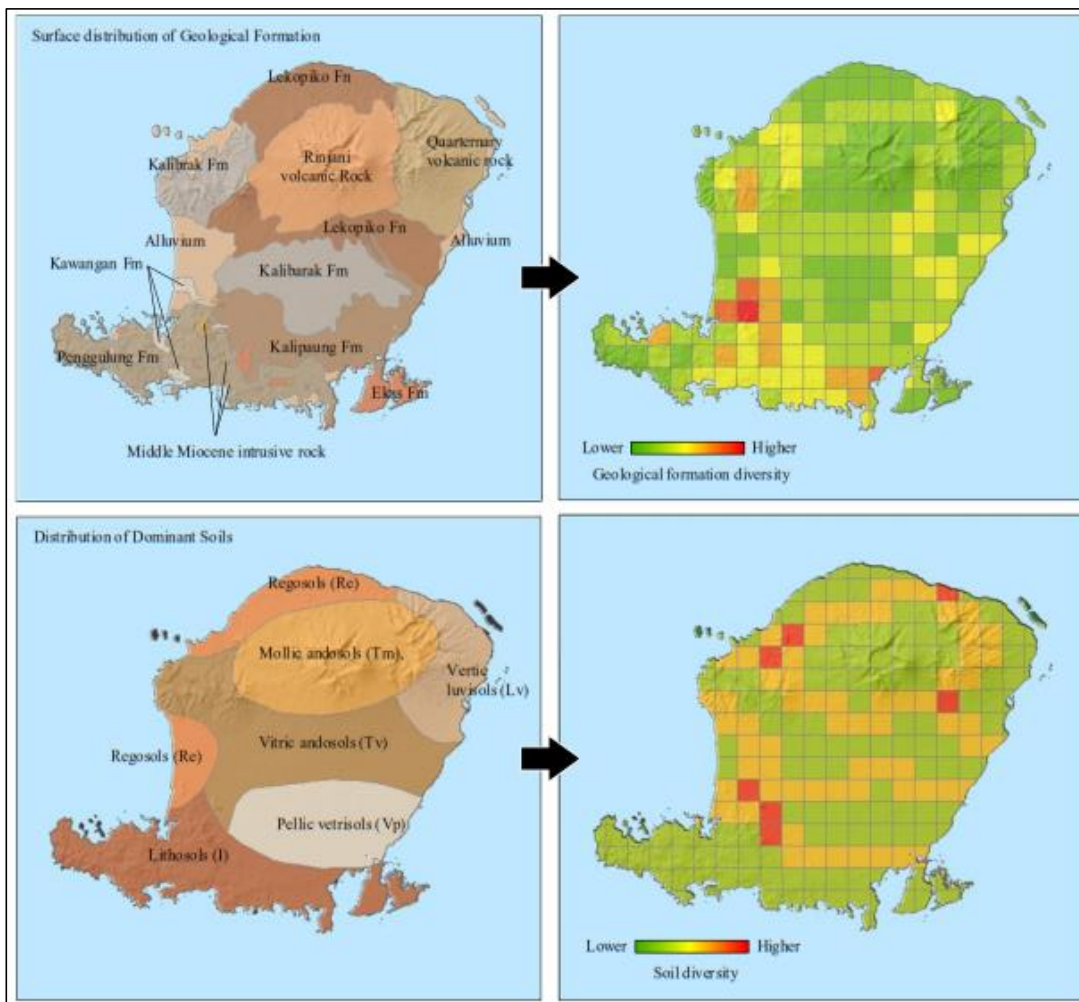 Surface distribution of Geological Formation
Lekopiko Fn
Kalibrak Fm
Rinjani
volcanic Rock
Quarternary
volcanic rock
Lekopiko Fn
Alluvium
Alluvium
Kawangan Fm
Kalibarak Fm
Penggulung Fm
Kalipaung Fm
Ekas Fm
Middle Miocene intrusive rock
Lower
Higher
Geological formation diversity
Distribution of Dominant Soils
Regosols (Re)
Mollic andosols (Tm),
Vertic
luvisols (Lv)
Vitric andosols (Tv)
Regosols (Re)
Pellic vetrisols (Vp)
Lithosols (I)
Lower
Higher
Soil diversity